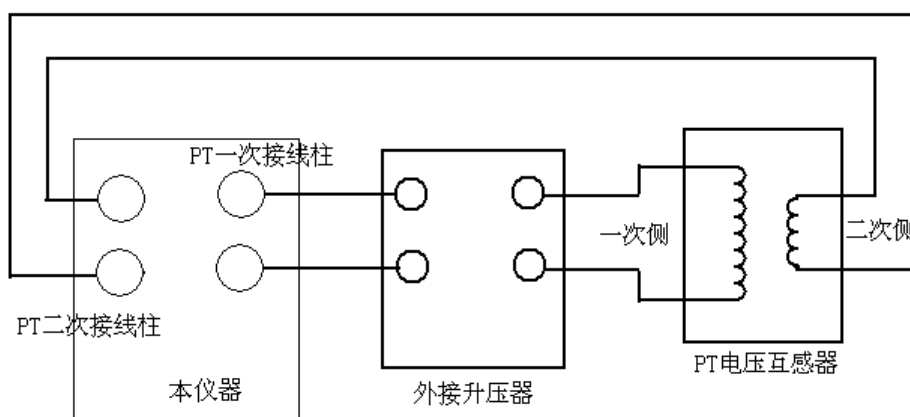 PT一次接线柱
一次侧
二次侧
PT二次接线柱
PT电压互感器
本仪器
外接升压器